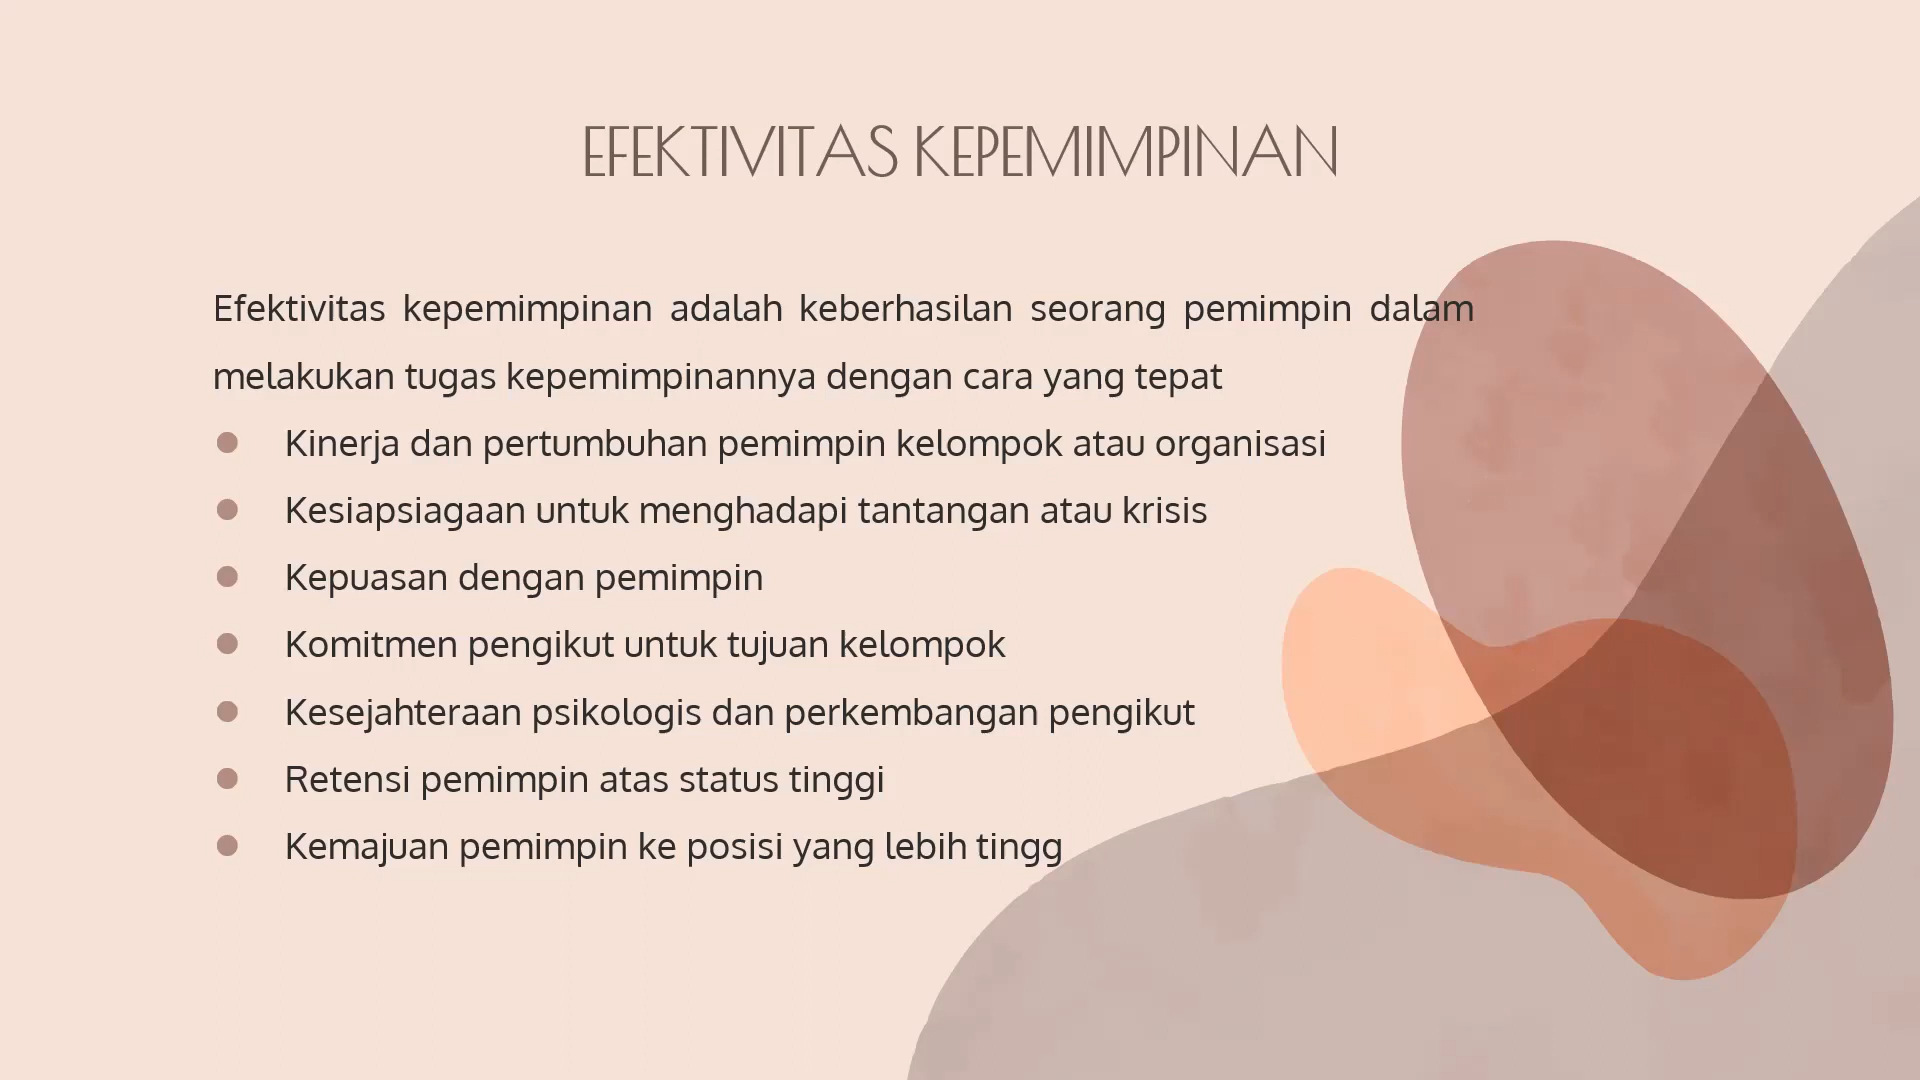 EFEKTIVITAS KEPEMIMPINAN
Efektivitas kepemimpinan adalah keberhasilan seorang pemimpin dalam
melakukan tugas kepemimpinannya dengan cara yang tepat
● Kinerja dan pertumbuhan pemimpin kelompok atau organisasi
● Kesiapsiagaan untuk menghadapi tantangan atau krisis
● Kepuasan dengan pemimpin
● Komitmen pengikut untuk tujuan kelompok
● Kesejahteraan psikologis dan perkembangan pengikut
● Retensi pemimpin atas status tinggi
● Kemajuan pemimpin ke posisi yang lebih tingg